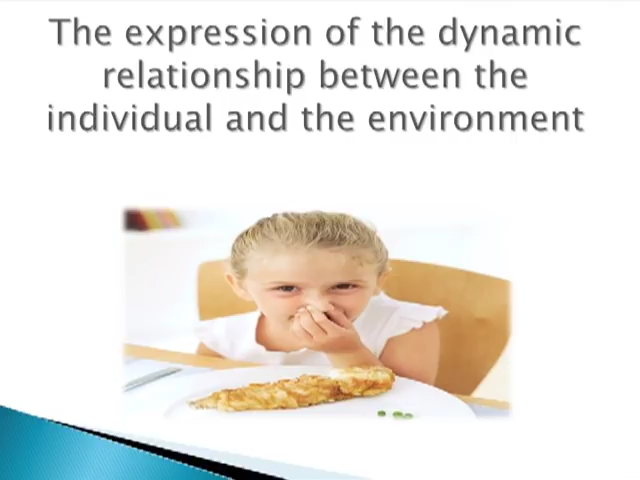 The expression of the dynamic
relationship between the
individual and the environment